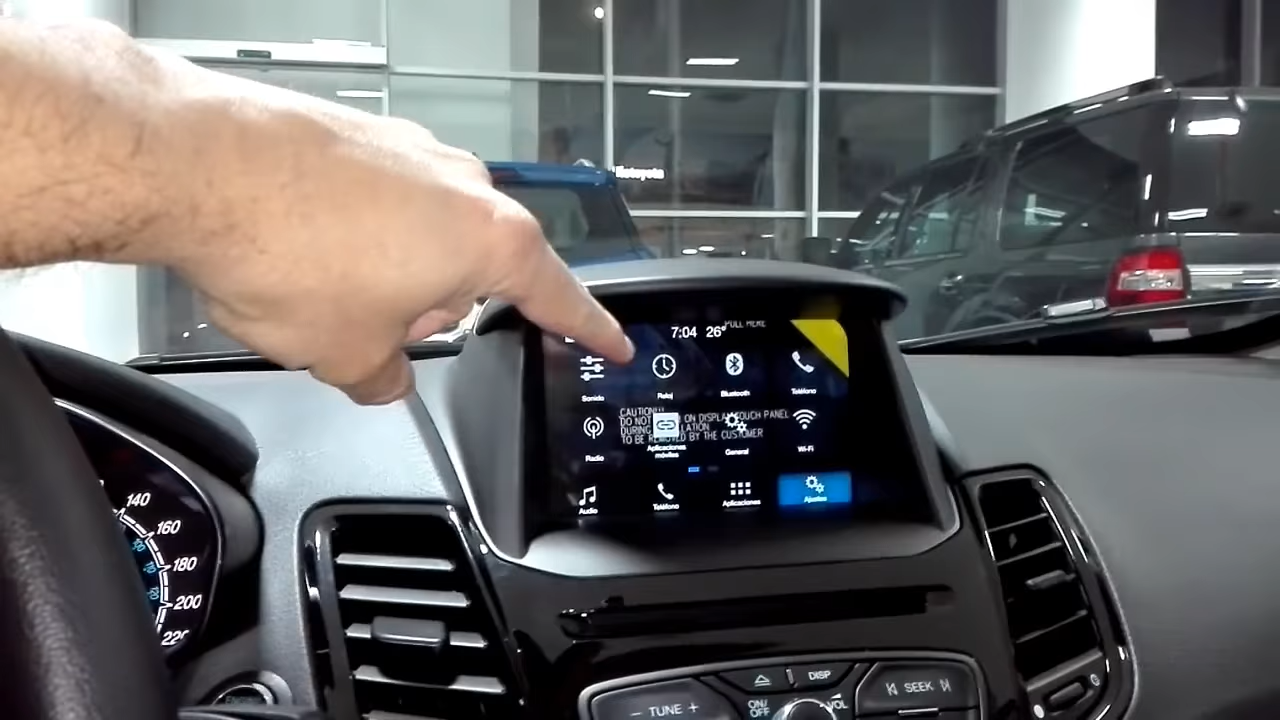 7:04 26°
PULL HERE
Sonido
Reloj
Bluetooth
Teléfono
CAUTION!
DO NOT ON DISPLAY TOUCH PANEL
DURING
TO BE REMOVED BY THE CUSTOMER
Radio
Aplicaciones
móviles
General
Wi-Fi
Audio
Teléfono
Aplicaciones
Ajustes
140
160
180
200
220
DISP
SEEK
- TUNE +
ON/
OFF
VOL